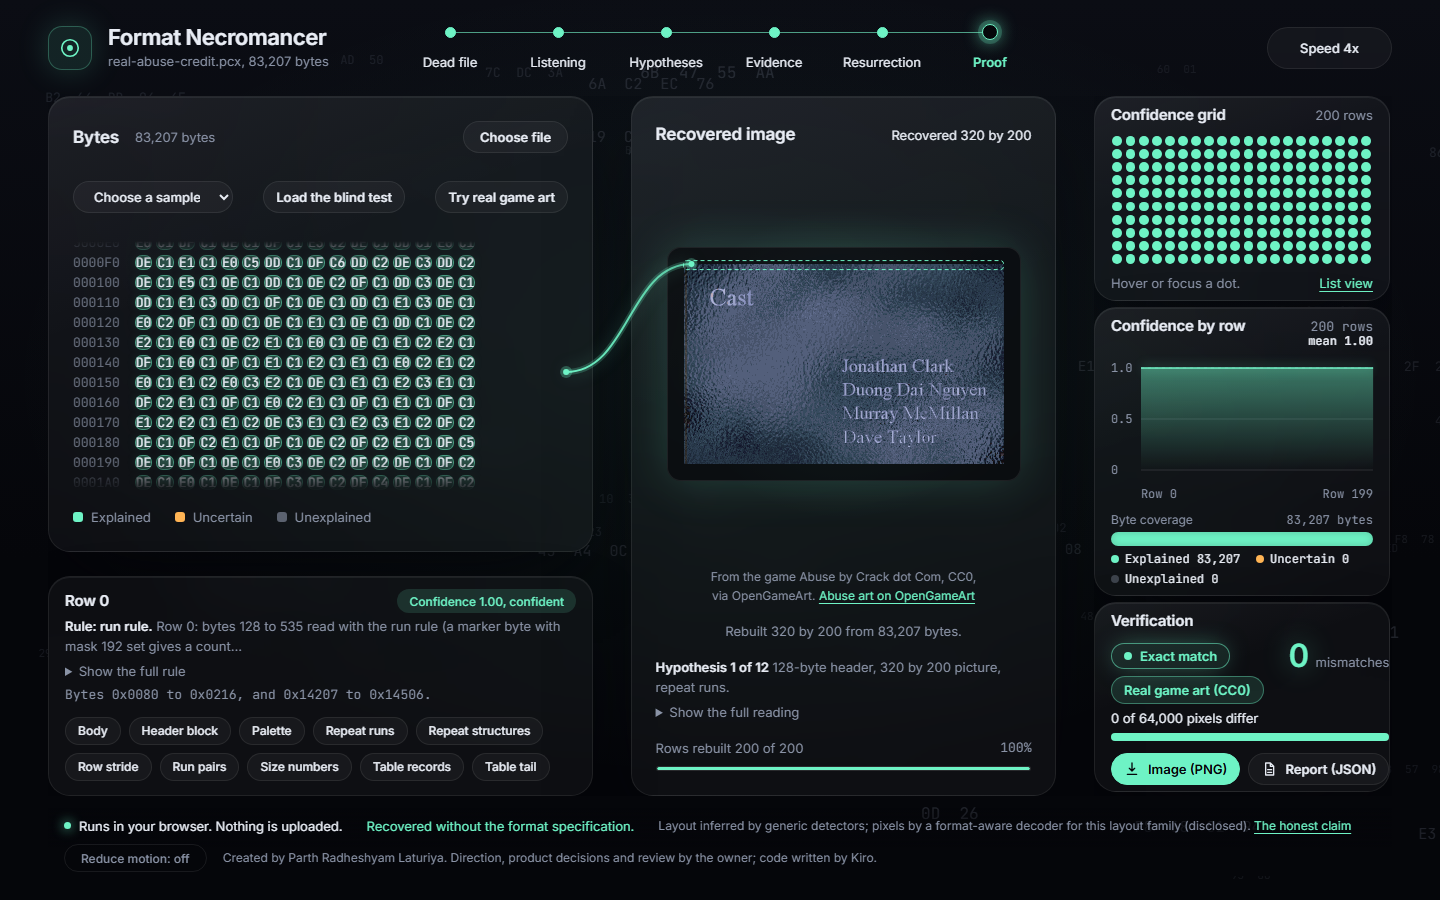 Format Necromancer
real-abuse-credit.pcx, 83,207 bytes
Dead file
Listening
Hypotheses
Evidence
Resurrection
Proof
Speed 4x
Bytes
83,207 bytes
Choose file
Choose a sample
Load the blind test
Try real game art
0000F0 DE C1 E1 C1 E0 C5 DD C1 DF C6 DD C2 DE C3 DD C2
000100 DE C1 E5 C1 DE C1 DD C1 DE C2 DF C1 DD C3 DE C1
000110 DD C1 E1 C3 DD C1 DF C1 DE C1 DD C1 E1 C3 DE C1
000120 E0 C2 DF C1 DD C1 DE C1 E1 C1 DE C1 DD C1 DE C2
000130 E2 C1 E0 C1 DE C2 E1 C1 E0 C1 DE C1 E0 C1 E2 C1
000140 DF C1 E0 C1 DF C1 E1 C1 E2 C1 E1 C1 E0 C2 E1 C2
000150 E0 C1 E1 C2 E0 C3 E2 C1 DE C1 E1 C1 E2 C3 E1 C1
000160 DF C2 E1 C1 DF C1 E0 C2 E1 C1 DF C1 E1 C1 DF C1
000170 E1 C2 E2 C1 E1 C2 DE C3 E1 C1 E2 C3 E1 C2 DF C2
000180 DE C1 DF C2 E1 C1 DF C1 DE C2 DF C2 E1 C1 DF C5
000190 DE C1 DF C1 DE C1 E0 C3 DE C2 DF C2 DE C1 DF C2
0001A0 DE C1 E0 C1 DE C1 DF C3 DE C2 DF C4 DE C1 DF C2
Explained
Uncertain
Unexplained
Row 0
Confidence 1.00, confident
Rule: run rule. Row 0: bytes 128 to 535 read with the run rule (a marker byte with
mask 192 set gives a count...
Show the full rule
Bytes 0x0080 to 0x0216, and 0x14207 to 0x14506.
Body
Header block
Palette
Repeat runs
Repeat structures
Row stride
Run pairs
Size numbers
Table records
Table tail
Recovered image
Recovered 320 by 200
Cast
Jonathan Clark
Duong Dai Nguyen
Murray McMillan
Dave Taylor
From the game Abuse by Crack dot Com, CC0,
via OpenGameArt. Abuse art on OpenGameArt
Rebuilt 320 by 200 from 83,207 bytes.
Hypothesis 1 of 12 128-byte header, 320 by 200 picture,
repeat runs.
Show the full reading
Rows rebuilt 200 of 200
100%
Confidence grid
200 rows
Hover or focus a dot.
List view
Confidence by row
200 rows
mean 1.00
1.0
0.5
0
Row 0
Row 199
Byte coverage
83,207 bytes
Explained 83,207
Uncertain 0
Unexplained 0
Verification
Exact match
0 mismatches
Real game art (CC0)
0 of 64,000 pixels differ
Image (PNG)
Report (JSON)
Runs in your browser. Nothing is uploaded.
Recovered without the format specification.
Layout inferred by generic detectors; pixels by a format-aware decoder for this layout family (disclosed). The honest claim
Reduce motion: off
Created by Parth Radheshyam Laturiya. Direction, product decisions and review by the owner; code written by Kiro.